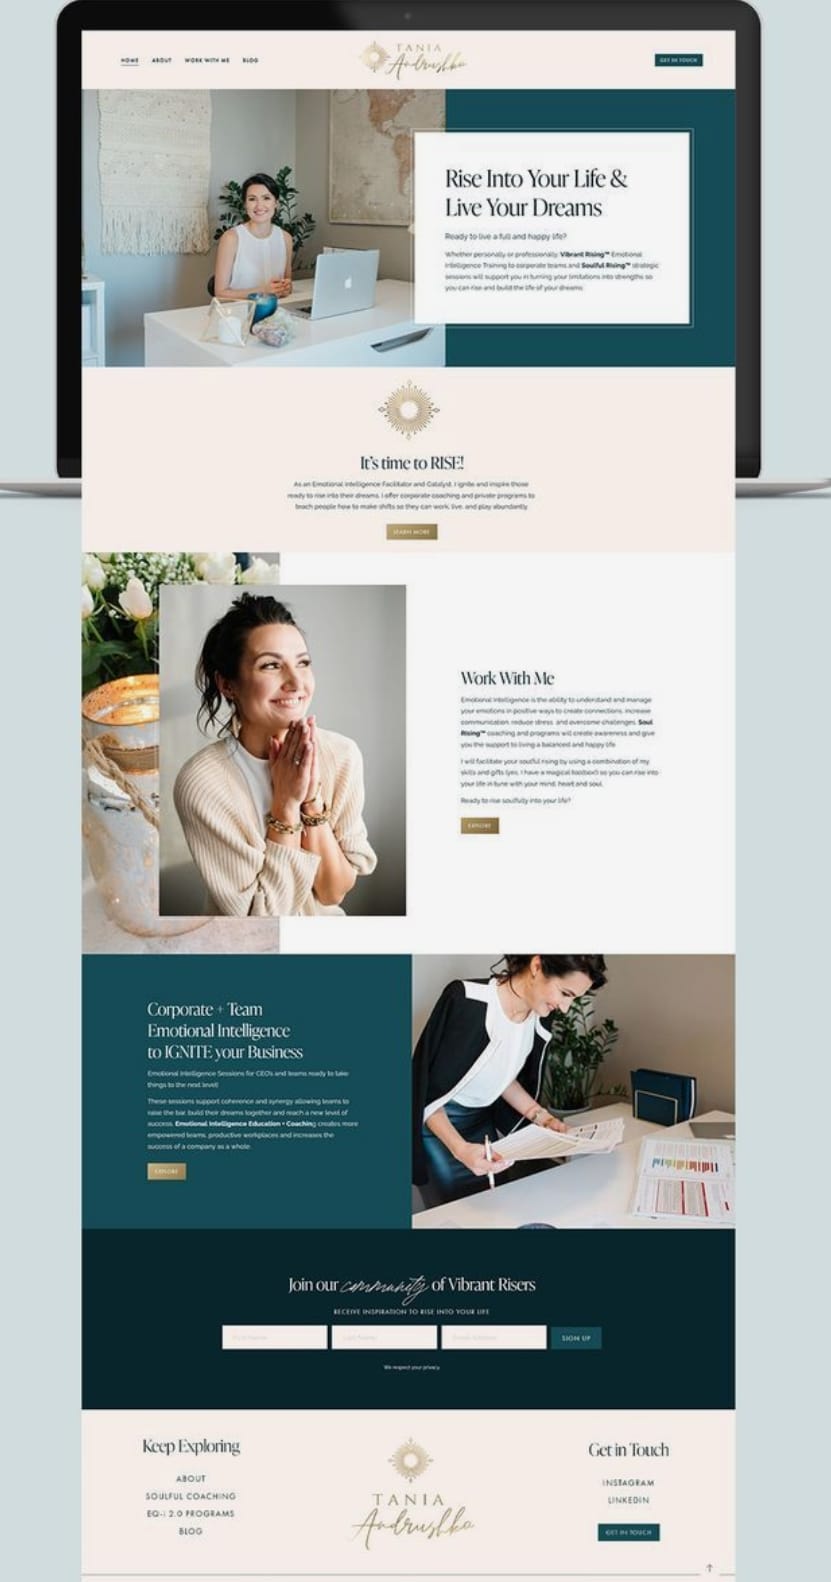 HOME ABOUT WORK WITH ME BLOG
TANIA
Andrushko
GET IN TOUCH
Rise Into Your Life &
Live Your Dreams
Ready to live a full and happy life?
Whether personally or professionally, Vibrant Rising™ Emotional
Intelligence Training to corporate teams and Soulful Rising™ strategic
sessions will support you in turning your limitations into strengths so
you can rise and build the life of your dreams
It's time to RISE!
As an Emotional Intelligence Facilitator and Catalyst, I ignite and inspire those
ready to rise into their dreams. I offer corporate coaching and private programs to
teach people how to make shifts so they can work, live, and play abundantly.
LEARN MORE
Work With Me
Emotional Intelligence is the ability to understand and manage
your emotions in positive ways to create connections, increase
communication, reduce stress, and overcome challenges. Soul
Rising™ coaching and programs will create awareness and give
you the support to living a balanced and happy life.
I will facilitate your soulful rising by using a combination of my
skills and gifts (yes, I have a magical toolbox!) so you can rise into
your life in tune with your mind, heart and soul.
Ready to rise soulfully into your life?
EXPLORE
Corporate + Team
Emotional Intelligence
to IGNITE your Business
Emotional Intelligence Sessions for CEO's and teams ready to take
things to the next level!
These sessions support coherence and synergy allowing teams to
raise the bar, build their dreams together and reach a new level of
success. Emotional Intelligence Education + Coaching creates more
empowered teams, productive workplaces and increases the
success of a company as a whole.
EXPLORE
Join our community of Vibrant Risers
RECEIVE INSPIRATION TO RISE INTO YOUR LIFE
First Name Last Name Email Address SIGN UP
We respect your privacy.
Keep Exploring
ABOUT
SOULFUL COACHING
EQ-i 2.0 PROGRAMS
BLOG
TANIA
Andrushko
Get in Touch
INSTAGRAM
LINKEDIN
GET IN TOUCH